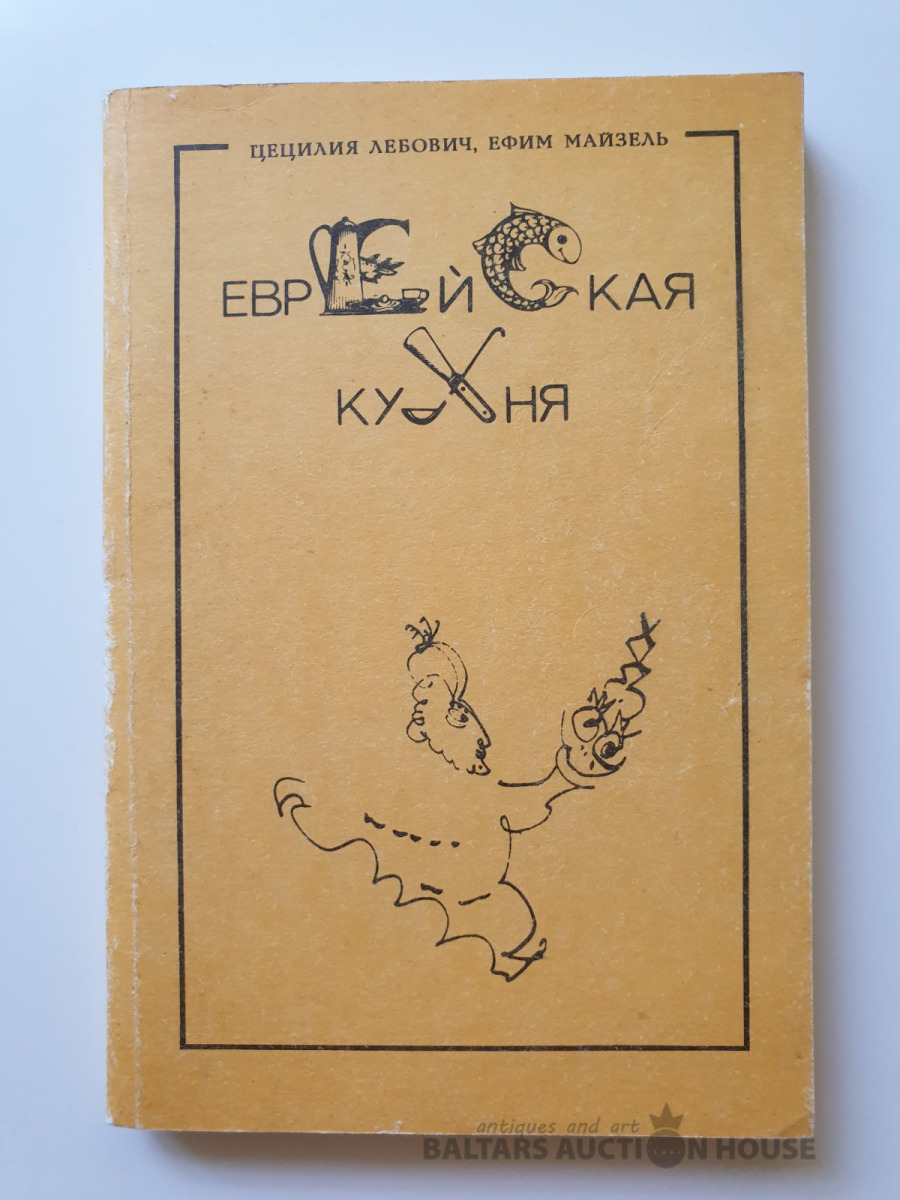 ЦЕЦИЛИЯ ЛЕБОВИЧ, ЕФИМ МАЙЗЕЛЬ
ЕВРЕЙСКАЯ
КУХНЯ
antiques and art
BALTARS AUCTION HOUSE